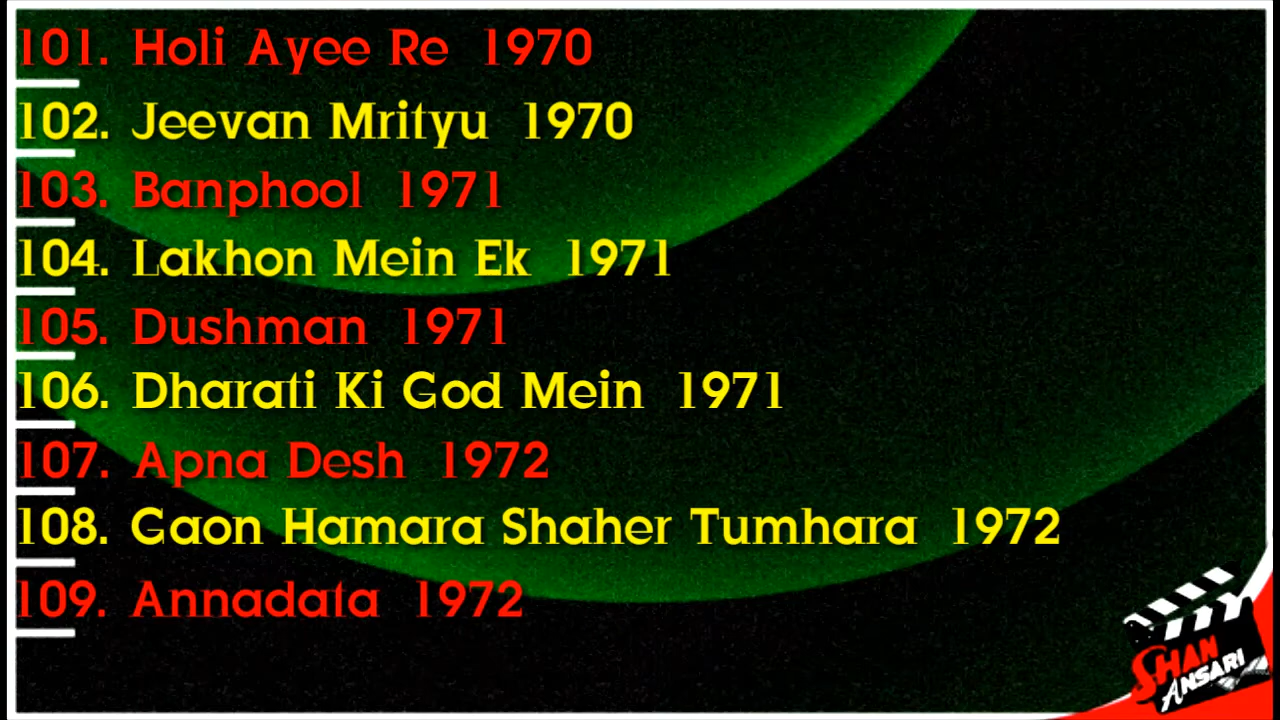 101. Holi Ayee Re 1970
102. Jeevan Mrityu 1970
103. Banphool 1971
104. Lakhon Mein Ek 1971
105. Dushman 1971
106. Dharati Ki God Mein 1971
107. Apna Desh 1972
108. Gaon Hamara Shaher Tumhara 1972
109. Annadata 1972
SHAN
ANSARI